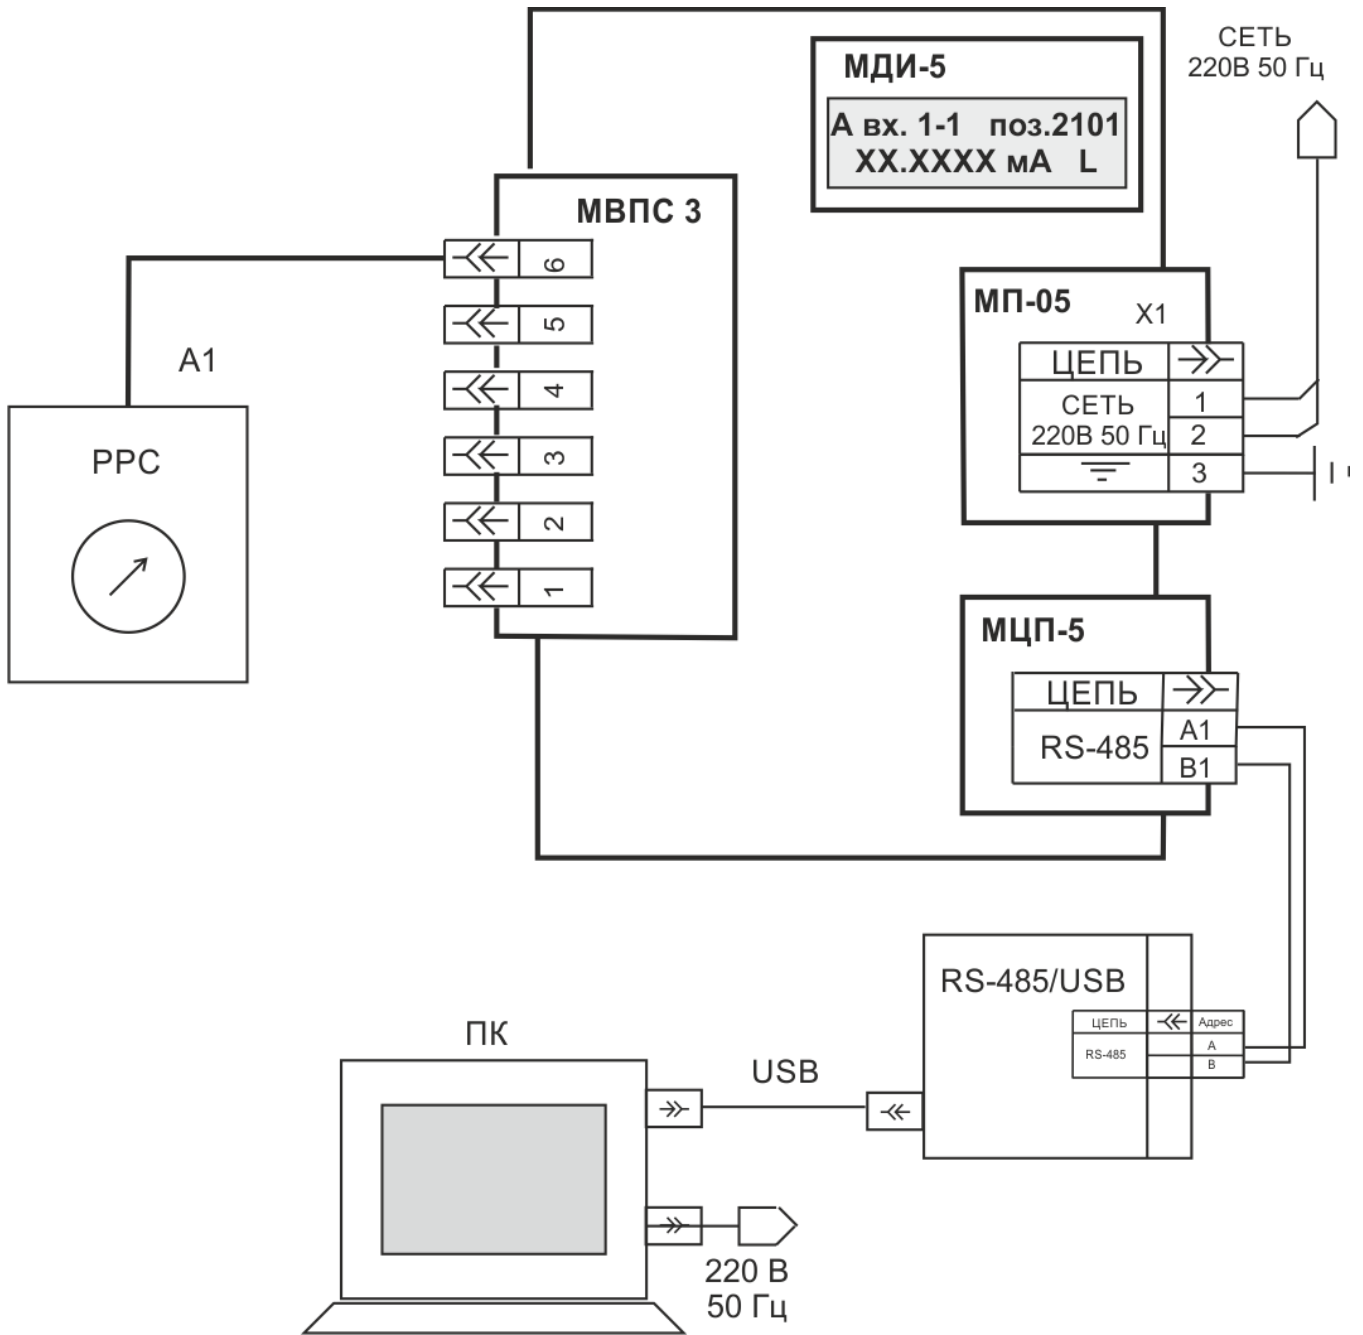 СЕТЬ
220В 50 Гц
МДИ-5
А вх. 1-1 поз.2101
XX.XXXX мА L
МВПС 3
6
5
4
3
2
1
А1
РРС
МП-05
X1
ЦЕПЬ
СЕТЬ
220В 50 Гц
1
2
3
МЦП-5
ЦЕПЬ
RS-485
A1
B1
RS-485/USB
ЦЕПЬ
Адрес
RS-485
A
B
ПК
USB
220 В
50 Гц